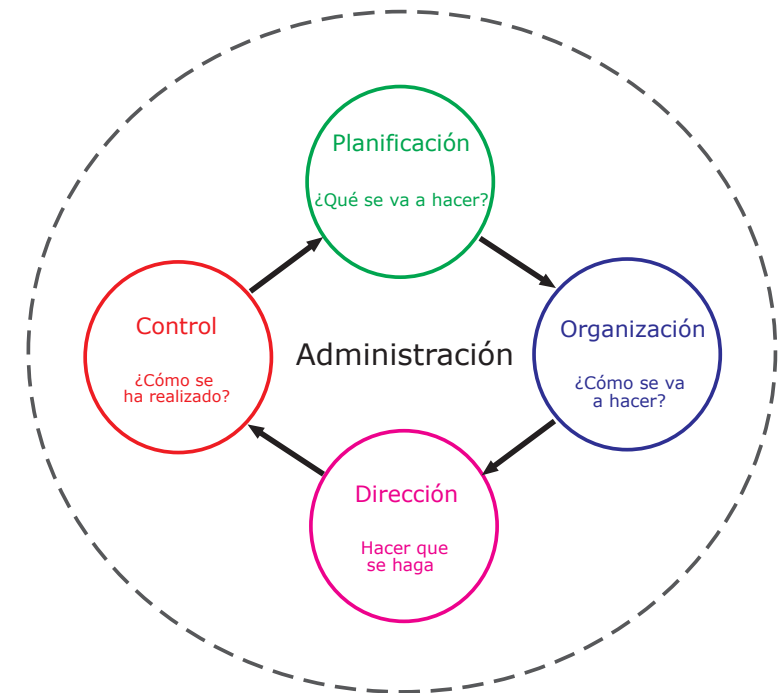 Planificación
¿Qué se va a hacer?
Control
¿Cómo se
ha realizado?
Administración
Organización
¿Cómo se va
a hacer?
Dirección
Hacer que
se haga